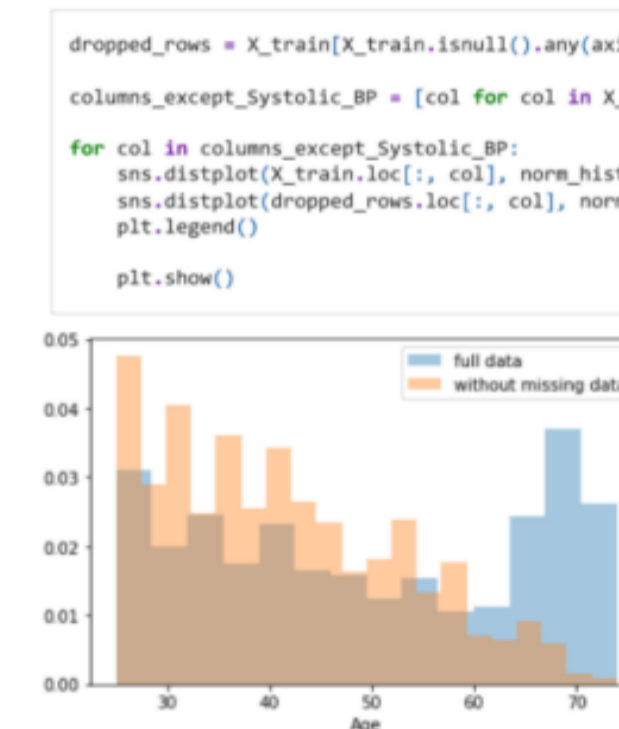 dropped_rows = X_train[X_train.isnull().any(axi
columns_except_Systolic_BP = [col for col in X_
for col in columns_except_Systolic_BP:
    sns.distplot(X_train.loc[:, col], norm_hist
    sns.distplot(dropped_rows.loc[:, col], norm
    plt.legend()
    plt.show()
0.05
full data
without missing data
0.04
0.03
0.02
0.01
0.00
30 40 50 60 70
Age